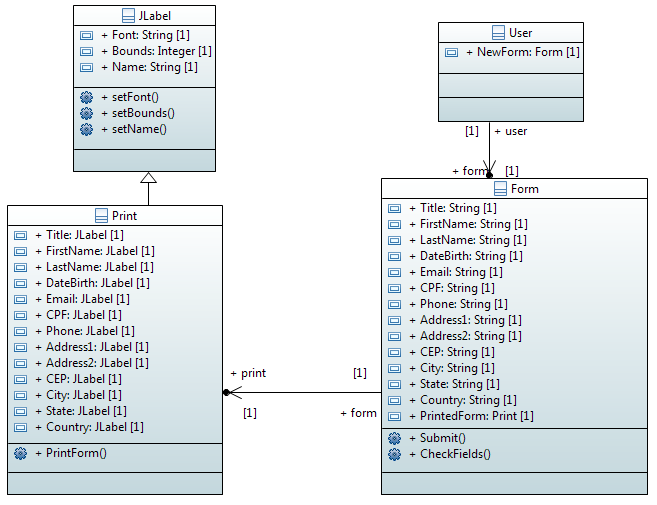 JLabel
+ Font: String [1]
+ Bounds: Integer [1]
+ Name: String [1]
+ setFont()
+ setBounds()
+ setName()
User
+ NewForm: Form [1]
[1] + user
+ form [1]
Print
+ Title: JLabel [1]
+ FirstName: JLabel [1]
+ LastName: JLabel [1]
+ DateBirth: JLabel [1]
+ Email: JLabel [1]
+ CPF: JLabel [1]
+ Phone: JLabel [1]
+ Address1: JLabel [1]
+ Address2: JLabel [1]
+ CEP: JLabel [1]
+ City: JLabel [1]
+ State: JLabel [1]
+ Country: JLabel [1]
+ PrintForm()
+ print [1]
[1] + form
Form
+ Title: String [1]
+ FirstName: String [1]
+ LastName: String [1]
+ DateBirth: String [1]
+ Email: String [1]
+ CPF: String [1]
+ Phone: String [1]
+ Address1: String [1]
+ Address2: String [1]
+ CEP: String [1]
+ City: String [1]
+ State: String [1]
+ Country: String [1]
+ PrintedForm: Print [1]
+ Submit()
+ CheckFields()